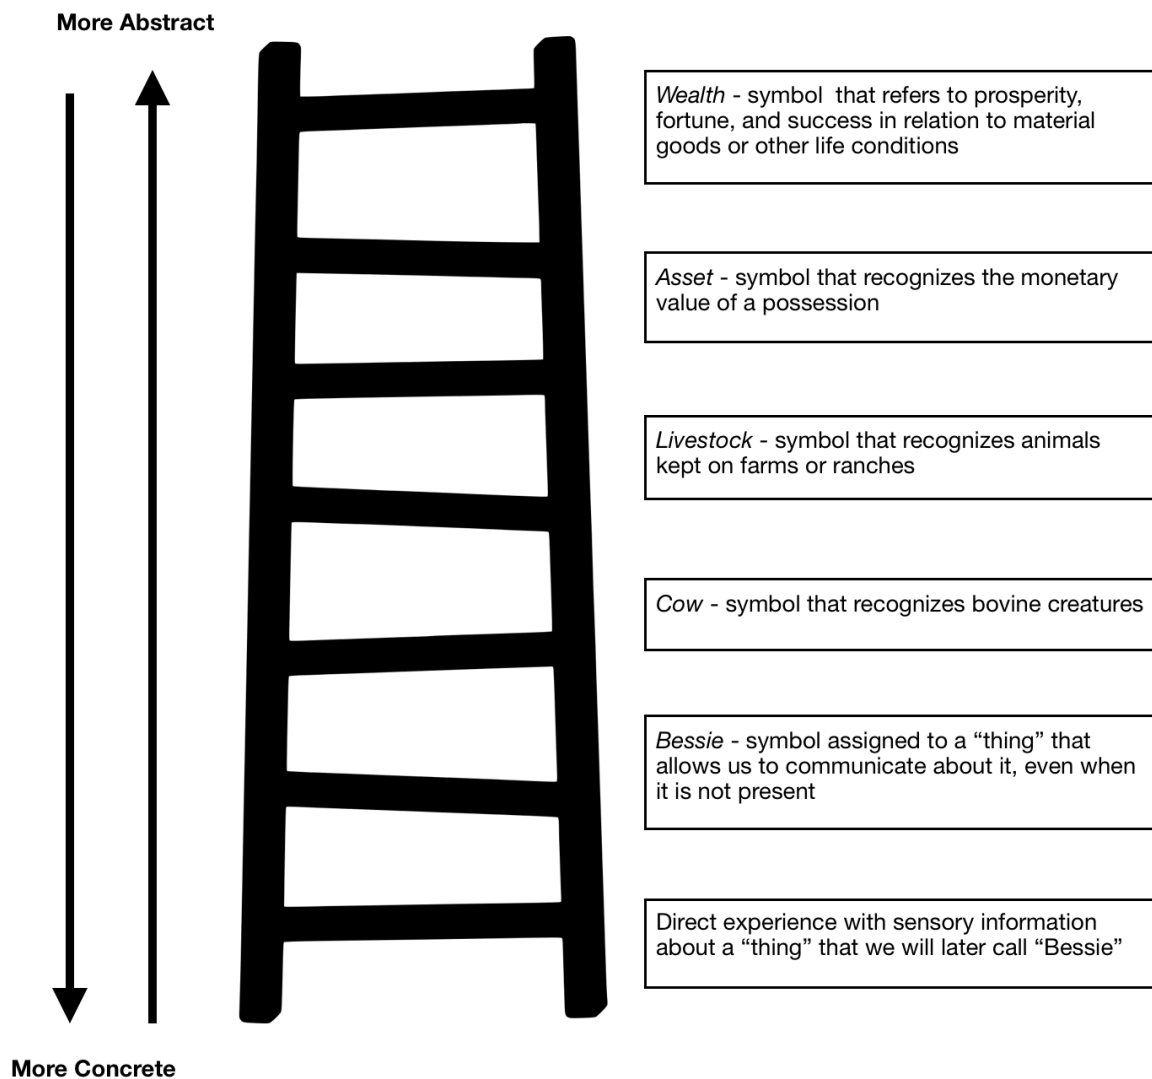 More Abstract
Wealth - symbol  that refers to prosperity,
fortune, and success in relation to material
goods or other life conditions
Asset - symbol that recognizes the monetary
value of a possession
Livestock - symbol that recognizes animals
kept on farms or ranches
Cow - symbol that recognizes bovine creatures
Bessie - symbol assigned to a “thing” that
allows us to communicate about it, even when
it is not present
Direct experience with sensory information
about a “thing” that we will later call “Bessie”
More Concrete